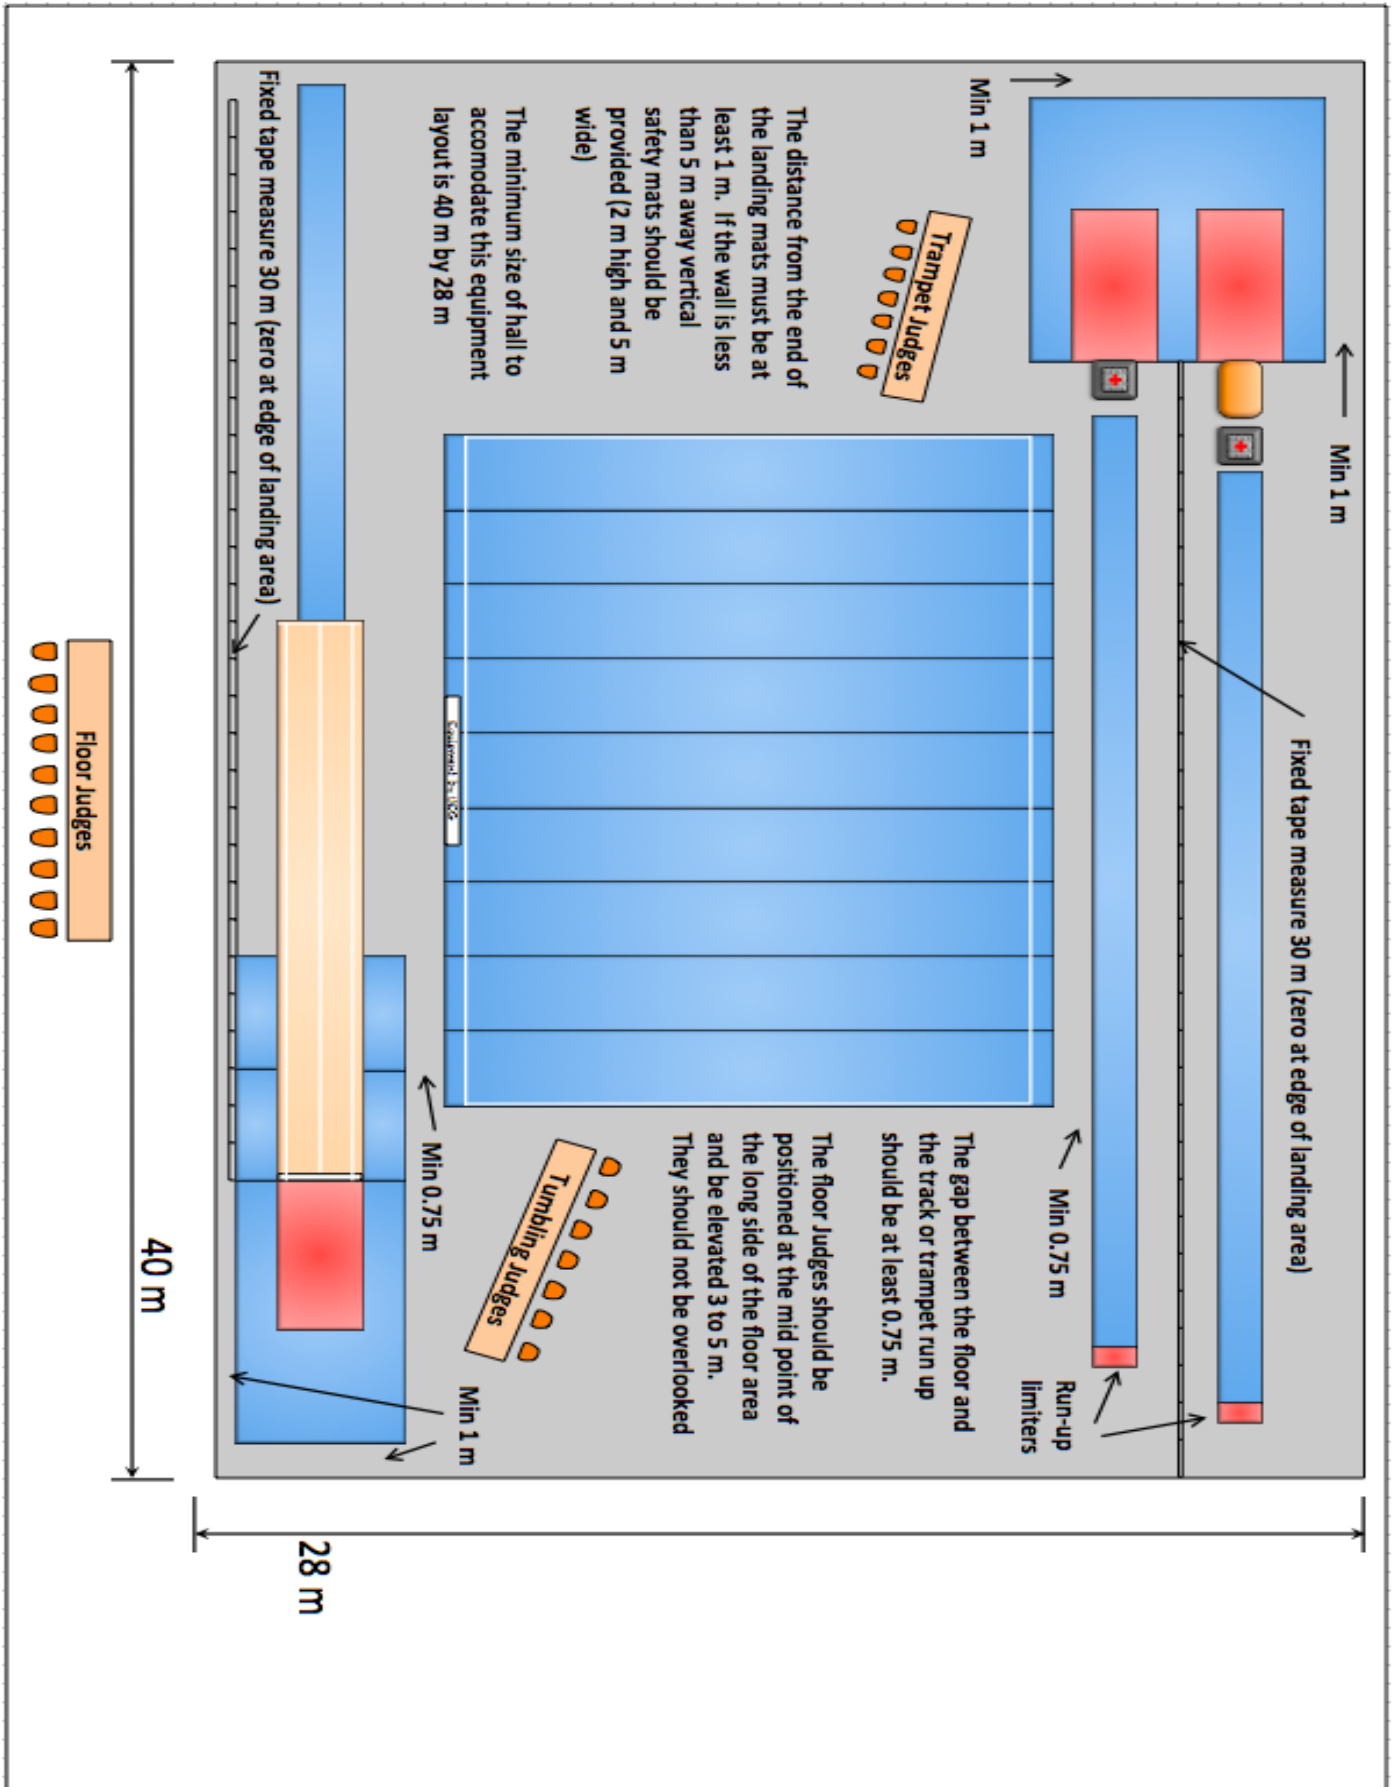 Min 1 m
Fixed tape measure 30 m (zero at edge of landing area)
Min 1 m
Run-up
limiters
Min 0.75 m
Trampet Judges
The distance from the end of
the landing mats must be at
least 1 m. If the wall is less
than 5 m away vertical
safety mats should be
provided (2 m high and 5 m
wide)
The minimum size of hall to
accomodate this equipment
layout is 40 m by 28 m
The gap between the floor and
the track or trampet run up
should be at least 0.75 m.
The floor Judges should be
positioned at the mid point of
the long side of the floor area
and be elevated 3 to 5 m.
They should not be overlooked
Tumbling Judges
Equipment by
Min 0.75 m
Min 1 m
Fixed tape measure 30 m (zero at edge of landing area)
28 m
40 m
Floor Judges